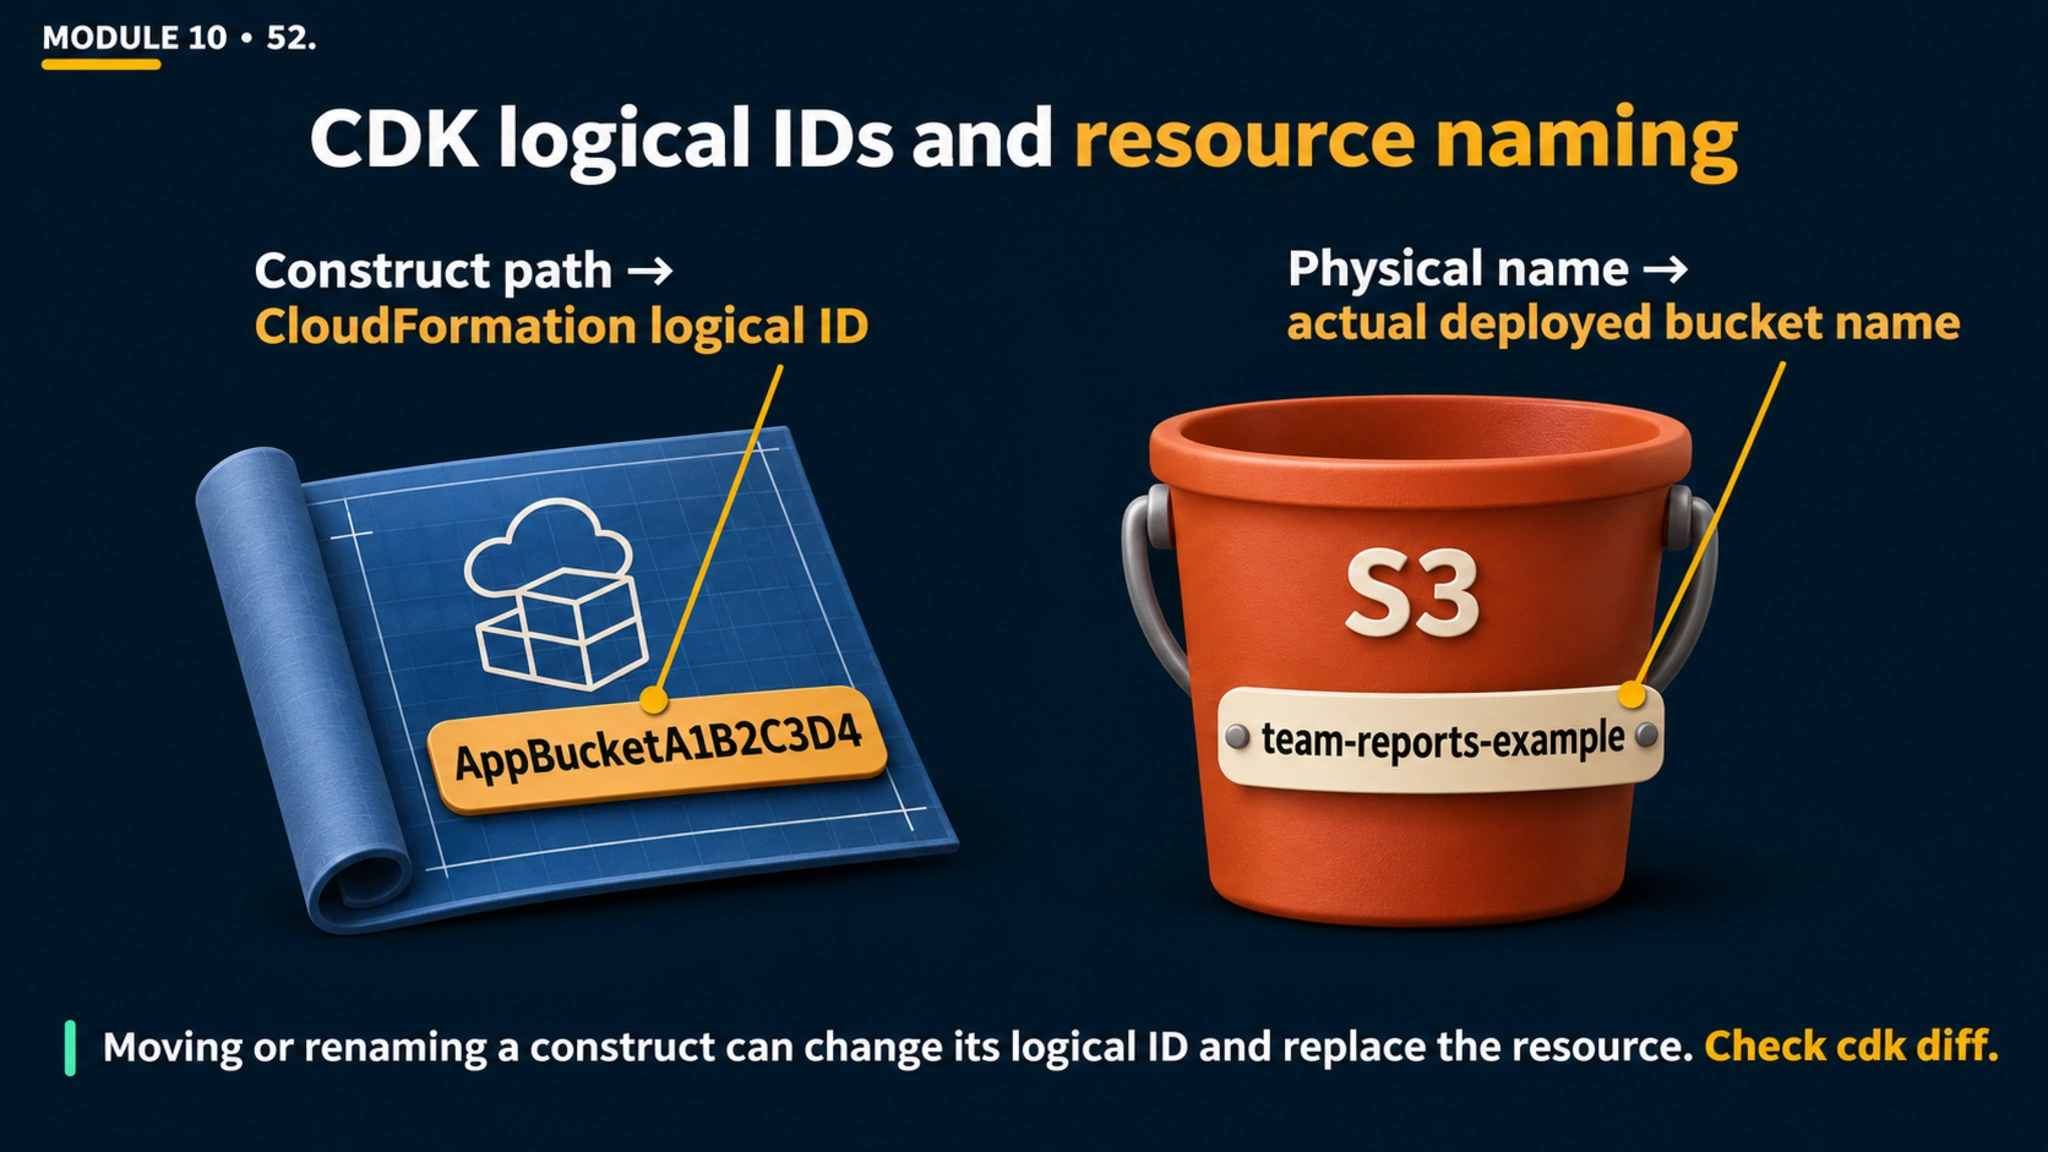 MODULE 10 • 52.
CDK logical IDs and resource naming
Construct path →
CloudFormation logical ID
Physical name →
actual deployed bucket name
AppBucketA1B2C3D4
S3
team-reports-example
Moving or renaming a construct can change its logical ID and replace the resource. Check cdk diff.